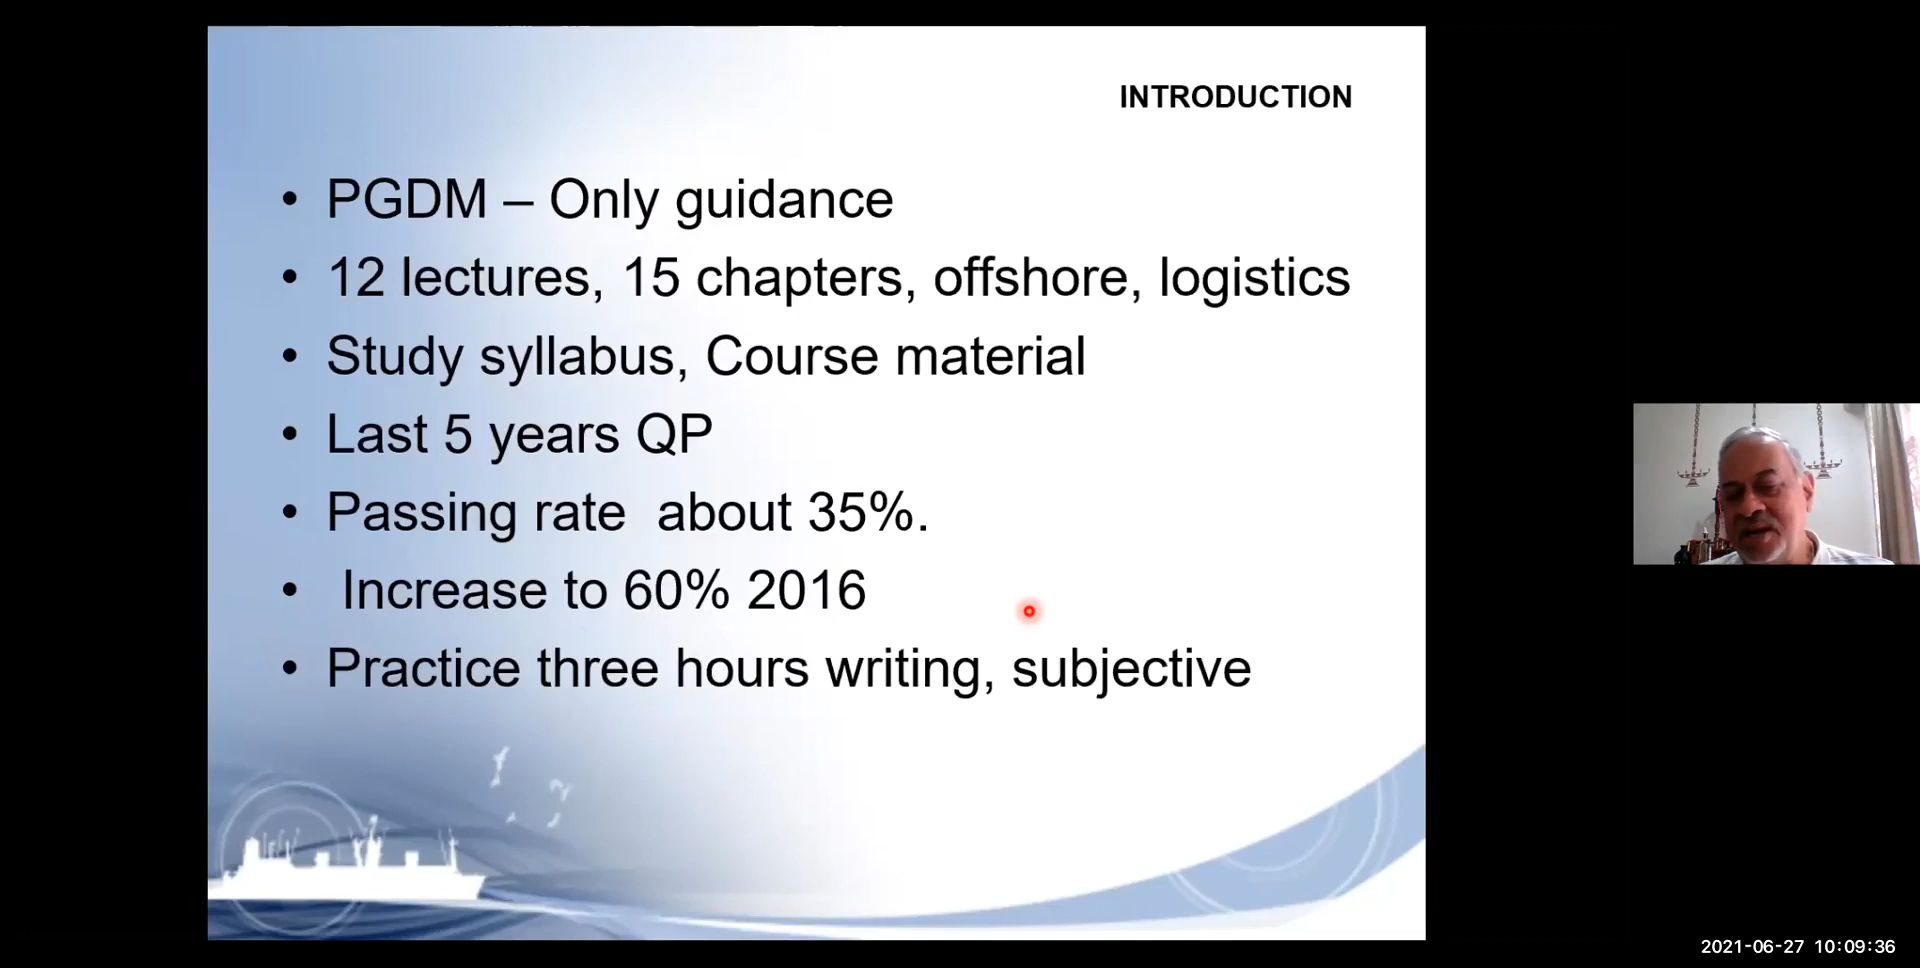 INTRODUCTION
• PGDM – Only guidance
• 12 lectures, 15 chapters, offshore, logistics
• Study syllabus, Course material
• Last 5 years QP
• Passing rate  about 35%.
•  Increase to 60% 2016
• Practice three hours writing, subjective
2021-06-27 10:09:36